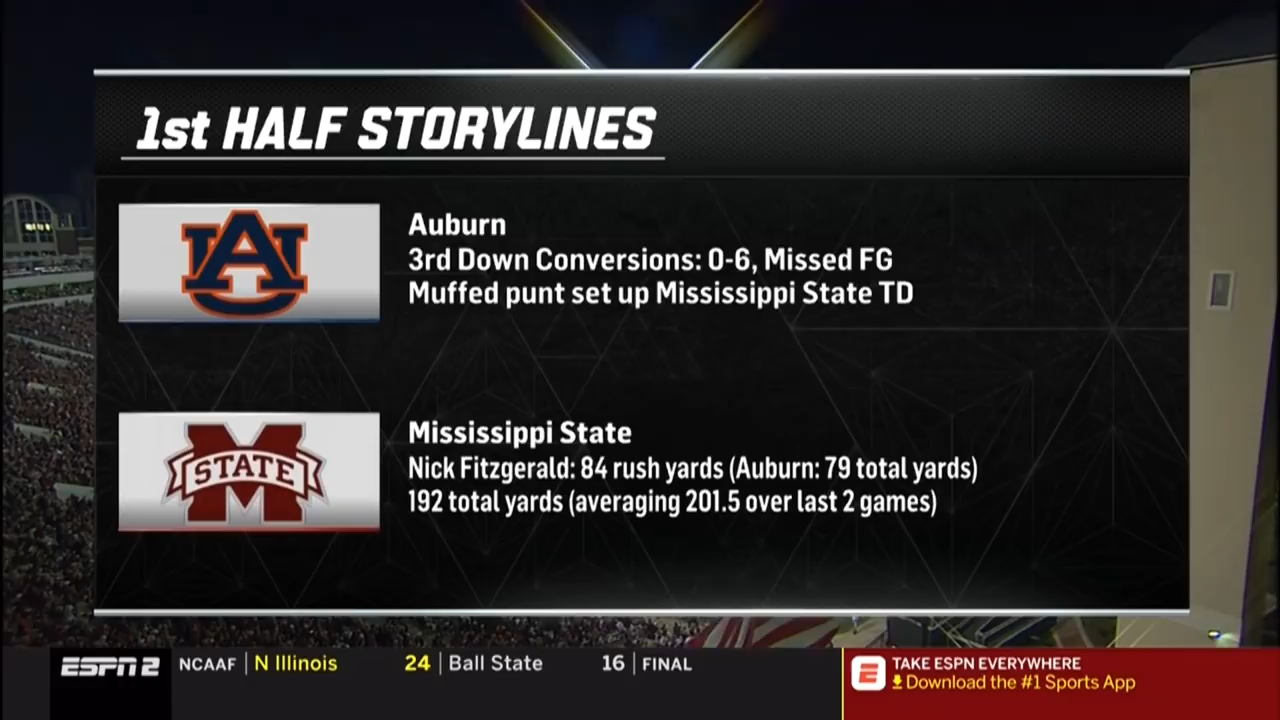 1st HALF STORYLINES
AU
Auburn
3rd Down Conversions: 0-6, Missed FG
Muffed punt set up Mississippi State TD
M STATE
Mississippi State
Nick Fitzgerald: 84 rush yards (Auburn: 79 total yards)
192 total yards (averaging 201.5 over last 2 games)
ESPN2 NCAAF | N Illinois 24 | Ball State 16 | FINAL
E TAKE ESPN EVERYWHERE
Download the #1 Sports App